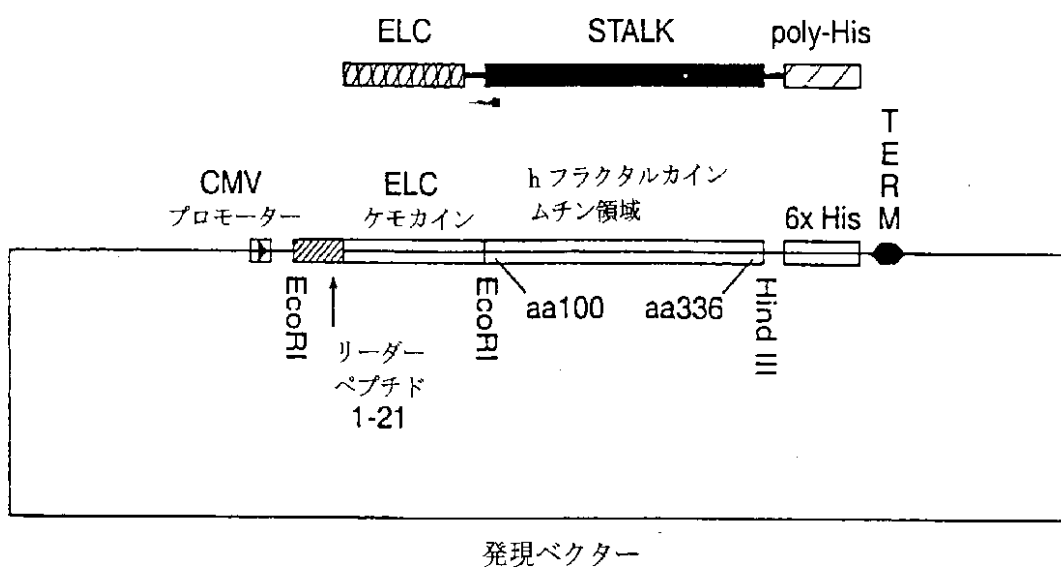 ELC
STALK
poly-His
TERM
CMV
プロモーター
ELC
ケモカイン
h フラクタルカイン
ムチン領域
6x His
EcoRI
EcoRI
aa100
aa336
Hind III
リーダー
ペプチド
1-21
発現ベクター